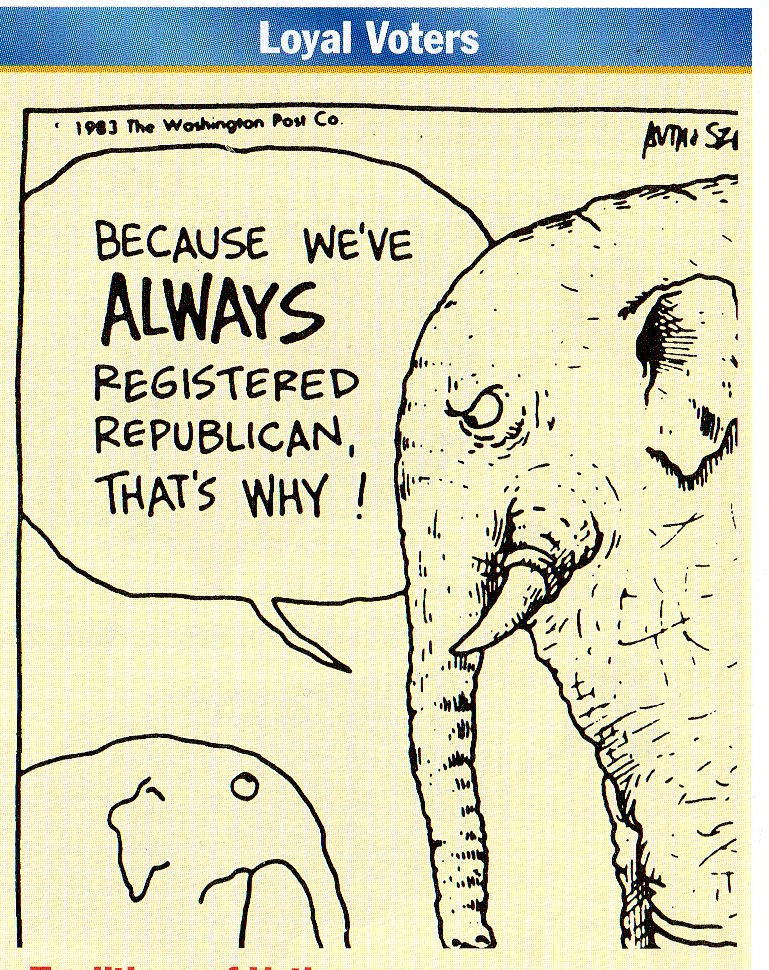 Loyal Voters
1983 The Washington Post Co.
BECAUSE WE'VE
ALWAYS
REGISTERED
REPUBLICAN,
THAT'S WHY !